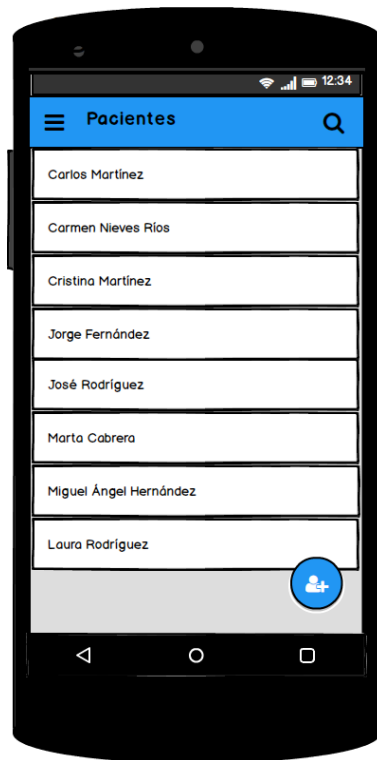 12:34
Pacientes
Carlos Martínez
Carmen Nieves Ríos
Cristina Martínez
Jorge Fernández
José Rodríguez
Marta Cabrera
Miguel Ángel Hernández
Laura Rodríguez